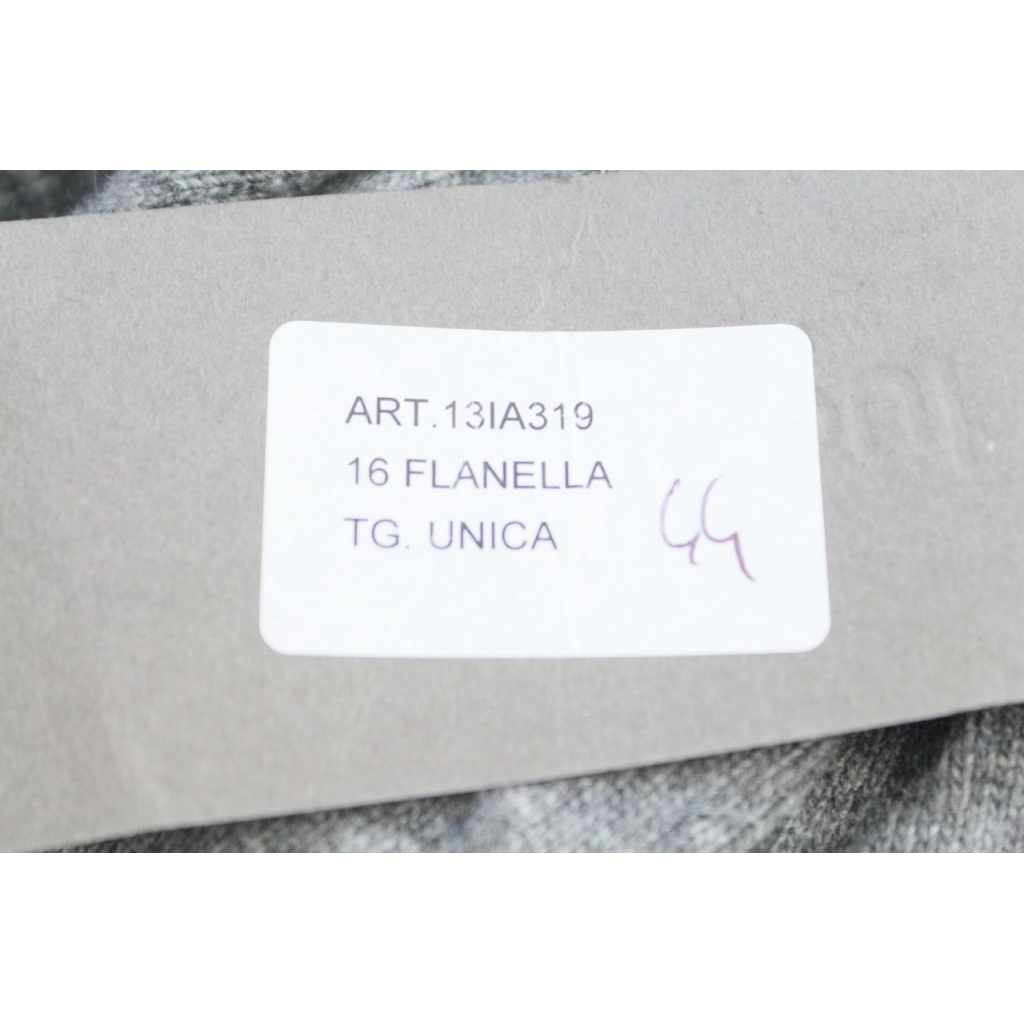 ART.13IA319
16 FLANELLA
TG. UNICA
44